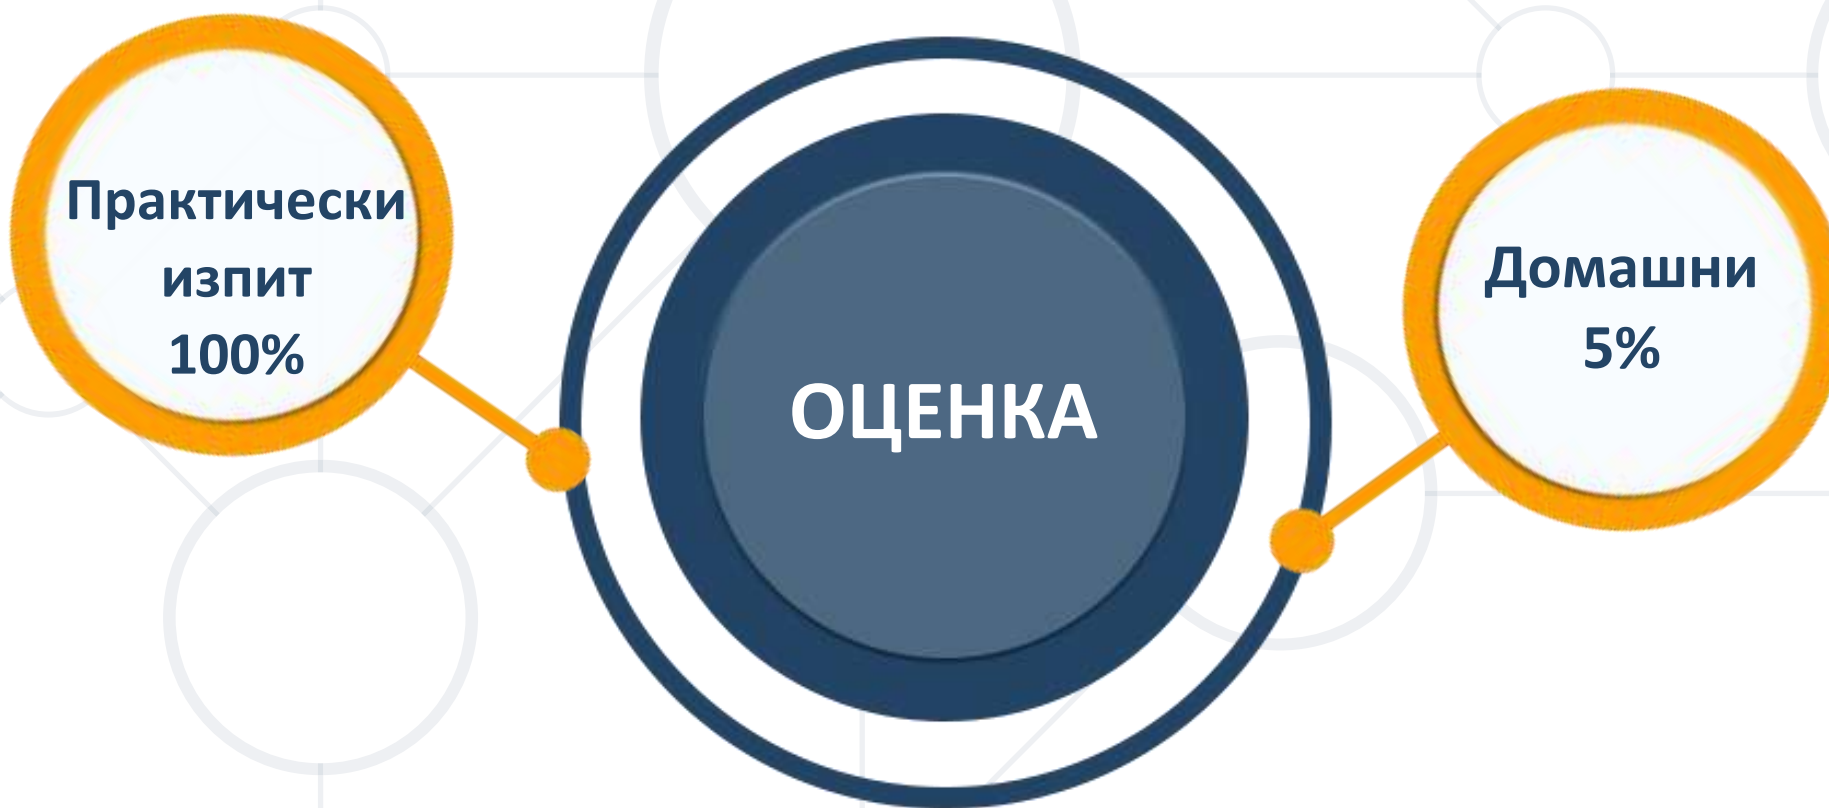 Практически
изпит
100%
ОЦЕНКА
Домашни
5%